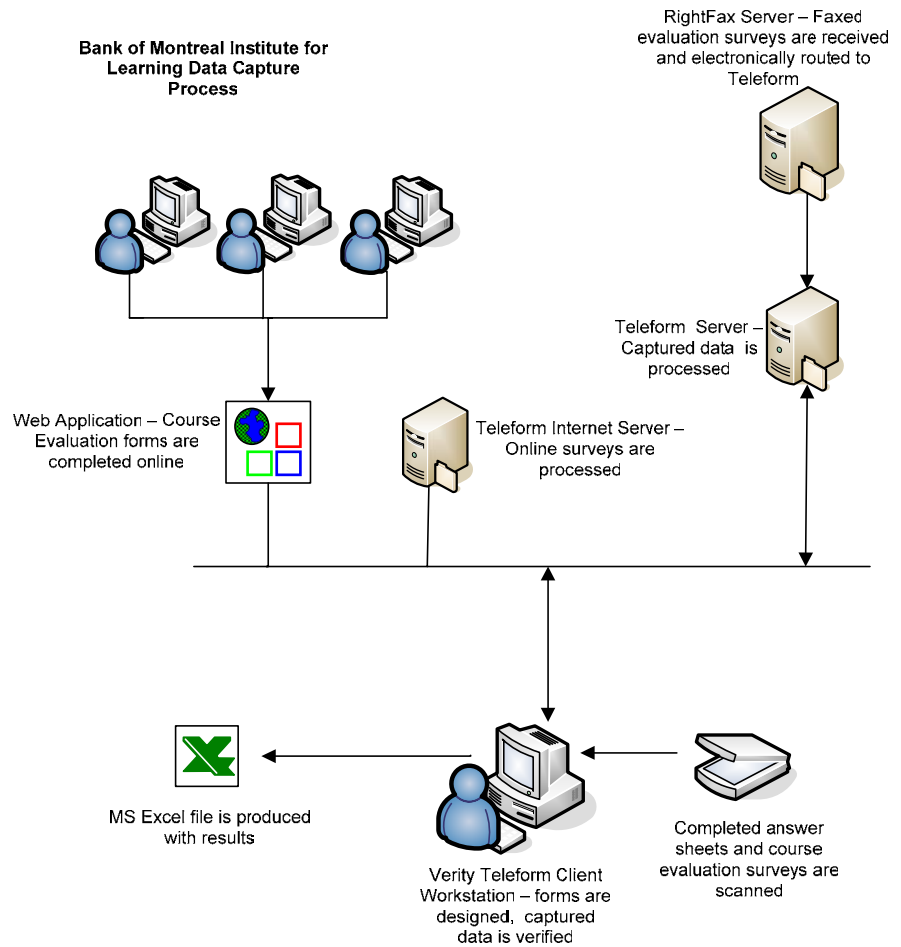 Bank of Montreal Institute for
Learning Data Capture
Process
RightFax Server – Faxed
evaluation surveys are received
and electronically routed to
Teleform
Teleform Server –
Captured data is
processed
Web Application – Course
Evaluation forms are
completed online
Teleform Internet Server –
Online surveys are
processed
MS Excel file is produced
with results
Verity Teleform Client
Workstation – forms are
designed, captured
data is verified
Completed answer
sheets and course
evaluation surveys are
scanned